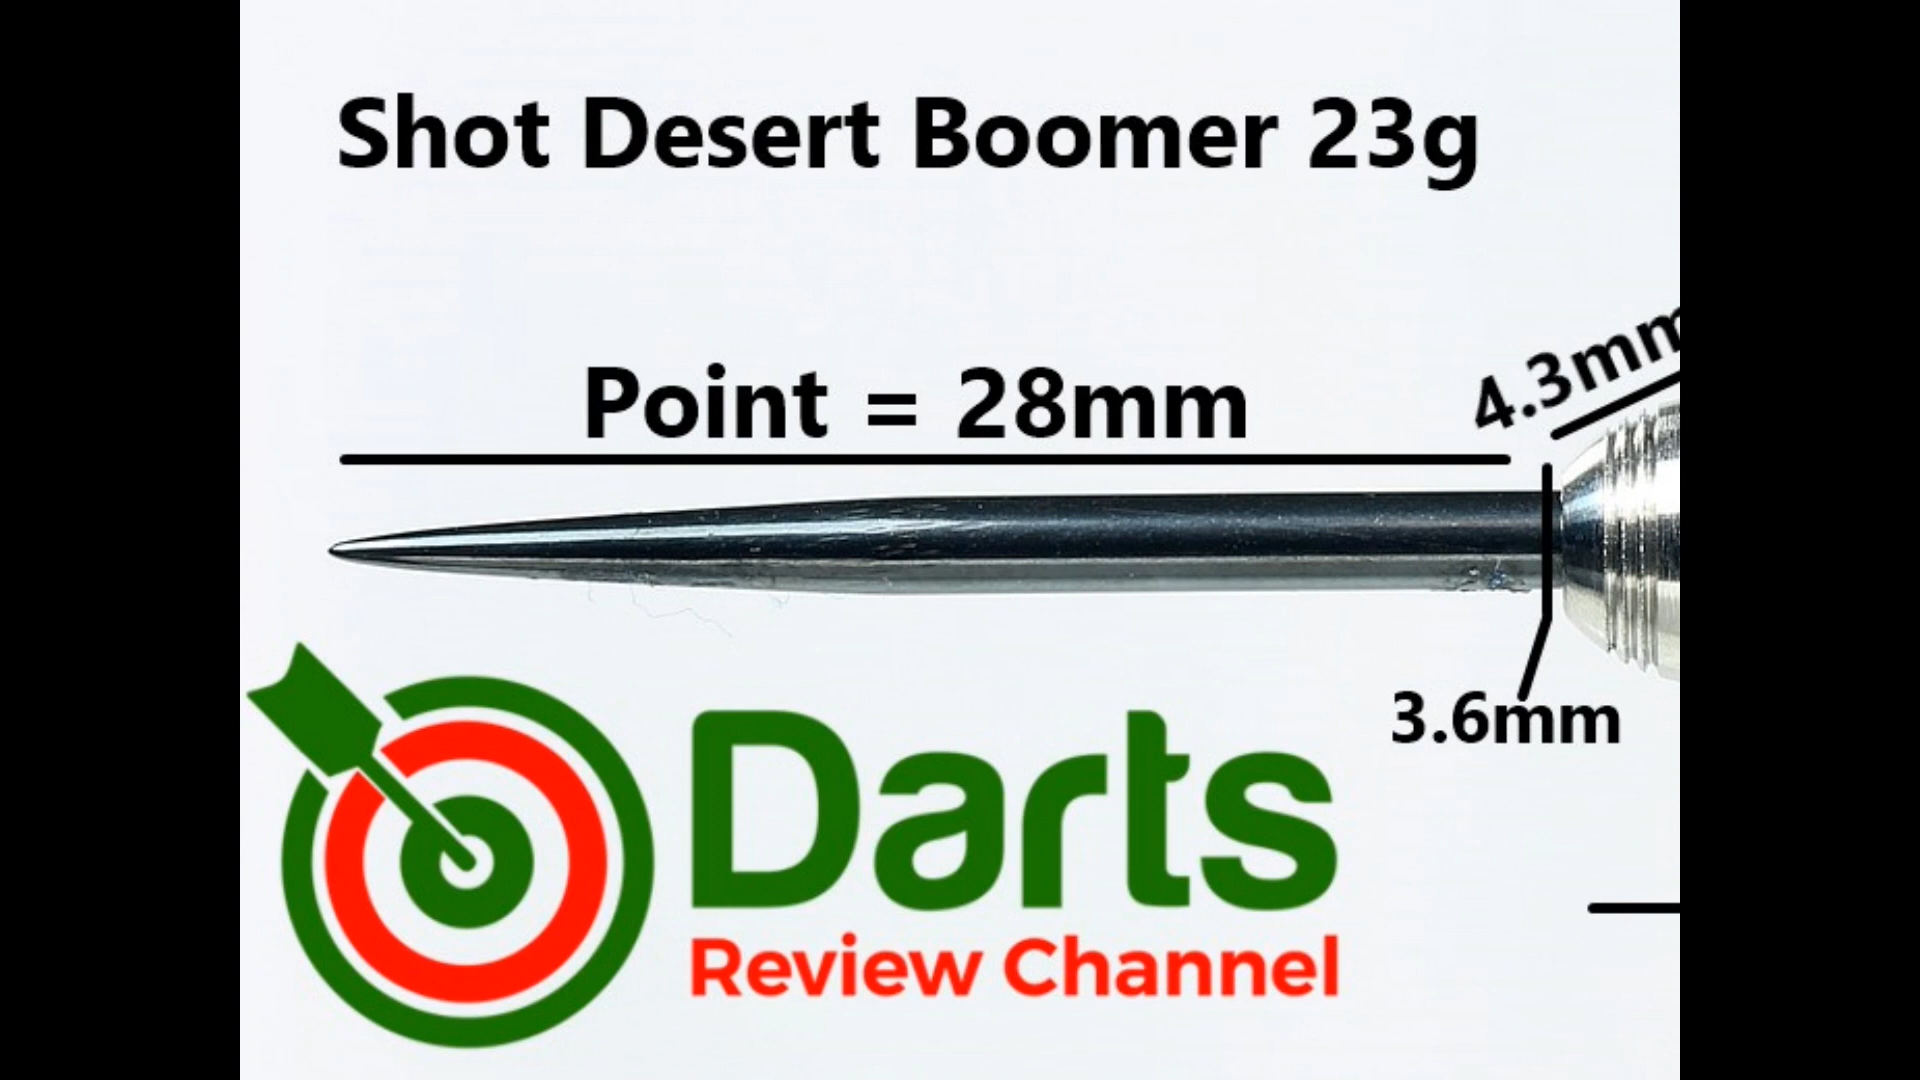 Shot Desert Boomer 23g
Point = 28mm
4.3mm
3.6mm
Darts
Review Channel